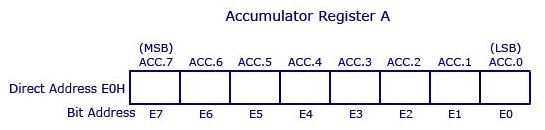 Accumulator Register A
(MSB) (LSB)
ACC.7 ACC.6 ACC.5 ACC.4 ACC.3 ACC.2 ACC.1 ACC.0
Direct Address E0H
Bit Address E7 E6 E5 E4 E3 E2 E1 E0